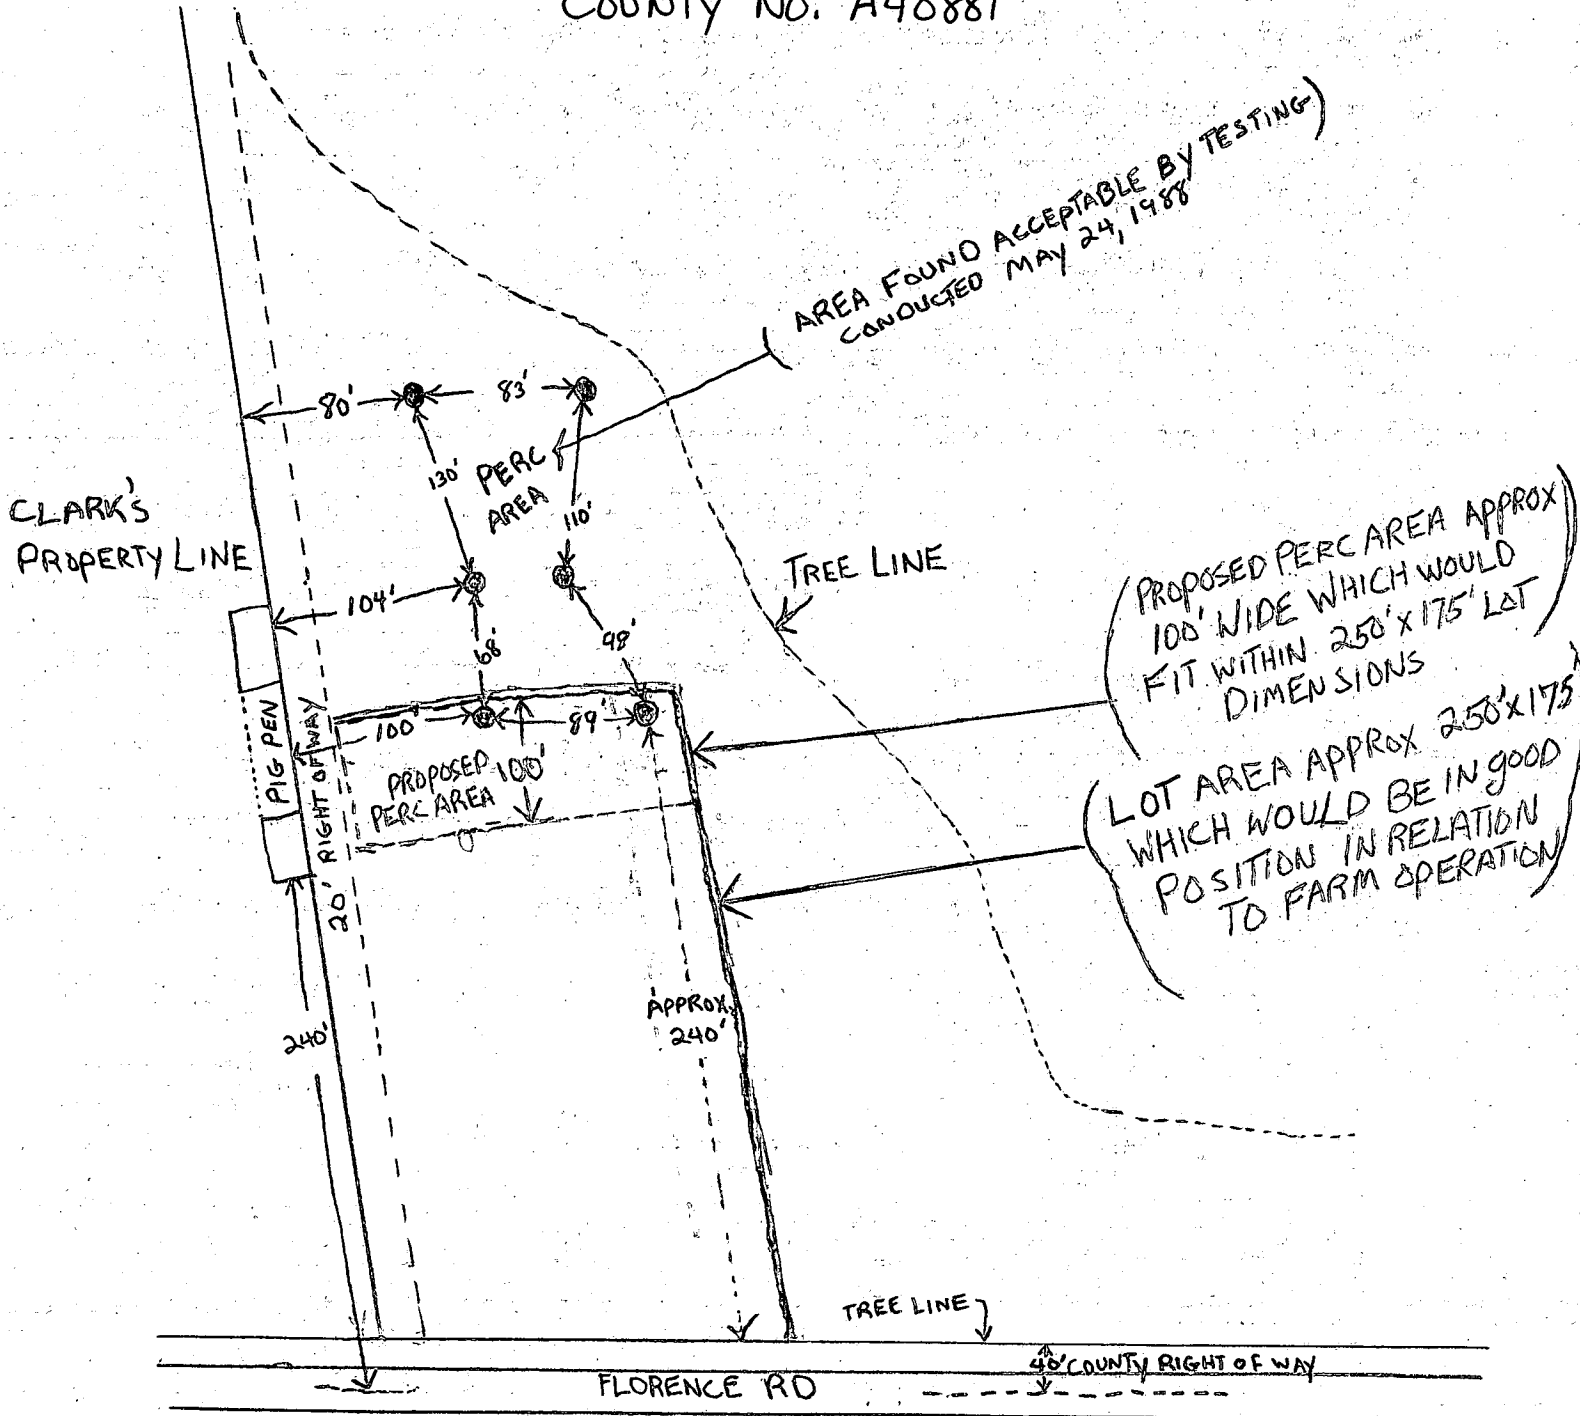 COUNTY NO. A40881
AREA FOUND ACCEPTABLE BY TESTING)
CONDUCTED MAY 24, 1988
80'
83'
130'
PERC
AREA
110'
CLARK'S
PROPERTY LINE
TREE LINE
104'
68'
98'
(PROPOSED PERC AREA APPROX
100' WIDE WHICH WOULD
FIT WITHIN 250' X 175' LOT
DIMENSIONS)
PIG PEN
20' RIGHT OF WAY
100'
89'
PROPOSED
PERC AREA
100'
(LOT AREA APPROX 250'X175'
WHICH WOULD BE IN GOOD
POSITION IN RELATION
TO FARM OPERATION)
240'
APPROX.
240'
TREE LINE
40' COUNTY RIGHT OF WAY
FLORENCE RD